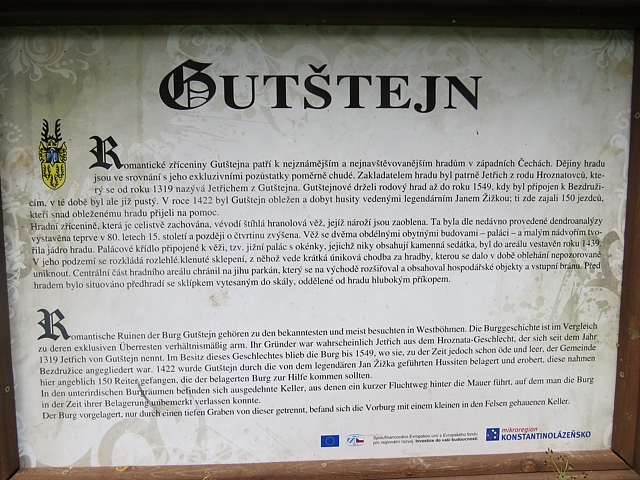 GUTŠTEJN
Romantické zříceniny Gutštejna patří k nejznámějším a nejnavštěvovanějším hradům v západních Čechách. Dějiny hradu
jsou ve srovnání s jeho exkluzivními pozůstatky poměrně chudé. Zakladatelem hradu byl patrně Jetřich z rodu Hroznatovců, kte-
rý se od roku 1319 nazývá Jetřichem z Gutštejna. Gutštejnové drželi rodový hrad až do roku 1549, kdy byl připojen k Bezdruži-
cím, v té době byl ale již pustý. V roce 1422 byl Gutštejn obležen a dobyt husity vedenými legendárním Janem Žižkou; ti zde zajali 150 jezdců,
kteří snad obleženému hradu přijeli na pomoc.
Hradní zřícenině, která je celistvě zachována, vévodí štíhlá hranolová věž, jejíž nároží jsou zaoblena. Ta byla dle nedávno provedené dendroanalýzy
vystavěna teprve v 80. letech 15. století a později o čtvrtinu zvýšena. Věž se dvěma obdélnými obytnými budovami – paláci – a malým nádvořím tvo-
řila jádro hradu. Palácové křídlo připojené k věži, tzv. jižní palác s okénky, jejichž niky obsahují kamenná sedátka, byl do areálu vestavěn roku 1439.
V jeho podzemí se rozkládá rozlehlé klenuté sklepení, z něhož vede krátká úniková chodba za hradby, kterou se dalo v době obléhání nepozorovaně
uniknout. Centrální část hradního areálu chránil na jihu parkán, který se na východě rozšiřoval a obsahoval hospodářské objekty a vstupní bránu. Před
hradem bylo situováno předhradí se sklípkem vytesaným do skály, oddělené od hradu hlubokým příkopem.
Romantische Ruinen der Burg Gutštejn gehören zu den bekanntesten und meist besuchten in Westböhmen. Die Burggeschichte ist im Vergleich
zu deren exklusiven Überresten verhältnismäßig arm. Ihr Gründer war wahrscheinlich Jetřich aus dem Hroznata-Geschlecht, der sich seit dem Jahr
1319 Jetřich von Gutštejn nennt. Im Besitz dieses Geschlechtes blieb die Burg bis 1549, wo sie, zu der Zeit jedoch schon öde und leer, der Gemeinde
Bezdružice angegliedert war. 1422 wurde Gutštejn durch die von dem legendären Jan Žižka geführten Hussiten belagert und erobert, diese nahmen
hier angeblich 150 Reiter gefangen, die der belagerten Burg zur Hilfe kommen sollten.
In den unterirdischen Burgräumen befinden sich ausgedehnte Keller, aus denen ein kurzer Fluchtweg hinter die Mauer führt, auf dem man die Burg
in der Zeit ihrer Belagerung unbemerkt verlassen konnte.
Der Burg vorgelagert, nur durch einen tiefen Graben von dieser getrennt, befand sich die Vorburg mit einem kleinen in den Felsen gehauenen Keller.
Spolufinancováno Evropskou unií z Evropského fondu
pro regionální rozvoj. Investice do vaší budoucnosti.
mikroregion
KONSTANTINOLÁZEŇSKO